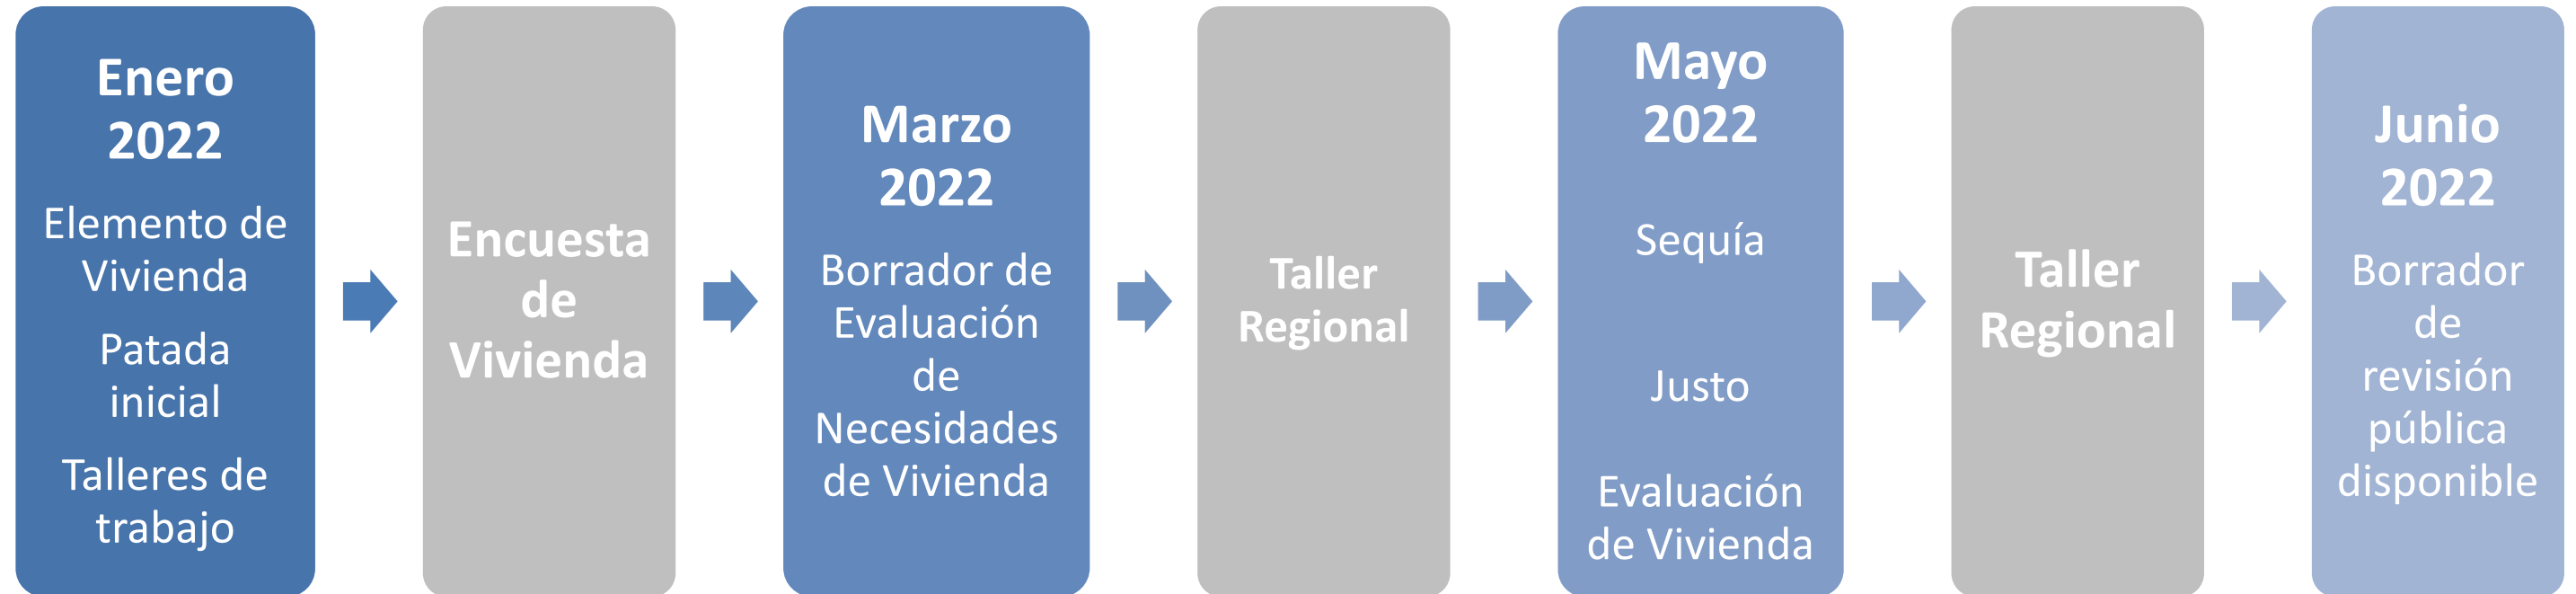 Enero
2022
Elemento de
Vivienda
Patada
inicial
Talleres de
trabajo
Encuesta
de
Vivienda
Marzo
2022
Borrador de
Evaluación
de
Necesidades
de Vivienda
Taller
Regional
Mayo
2022
Sequía
Justo
Evaluación
de Vivienda
Taller
Regional
Junio
2022
Borrador
de
revisión
pública
disponible